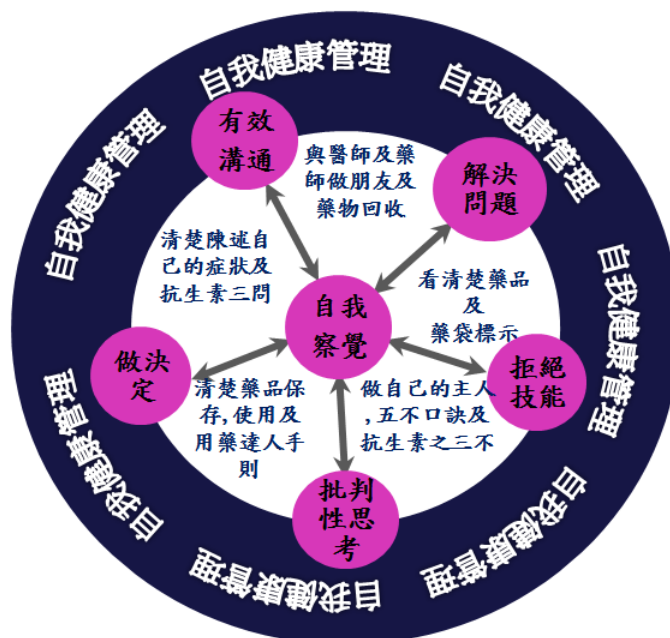 自我健康管理
自我健康管理
自我健康管理
自我健康管理
自我健康管理
自我健康管理
自我健康管理
自我健康管理
有效
溝通
與醫師及藥
師做朋友及
藥物回收
解決
問題
清楚陳述自
己的症狀及
抗生素三問
自我
察覺
看清楚藥品
及
藥袋標示
做決
定
清楚藥品保
存,使用及
用藥達人手
則
做自己的主人
,五不口訣及
抗生素之三不
拒絕
技能
批判
性思
考